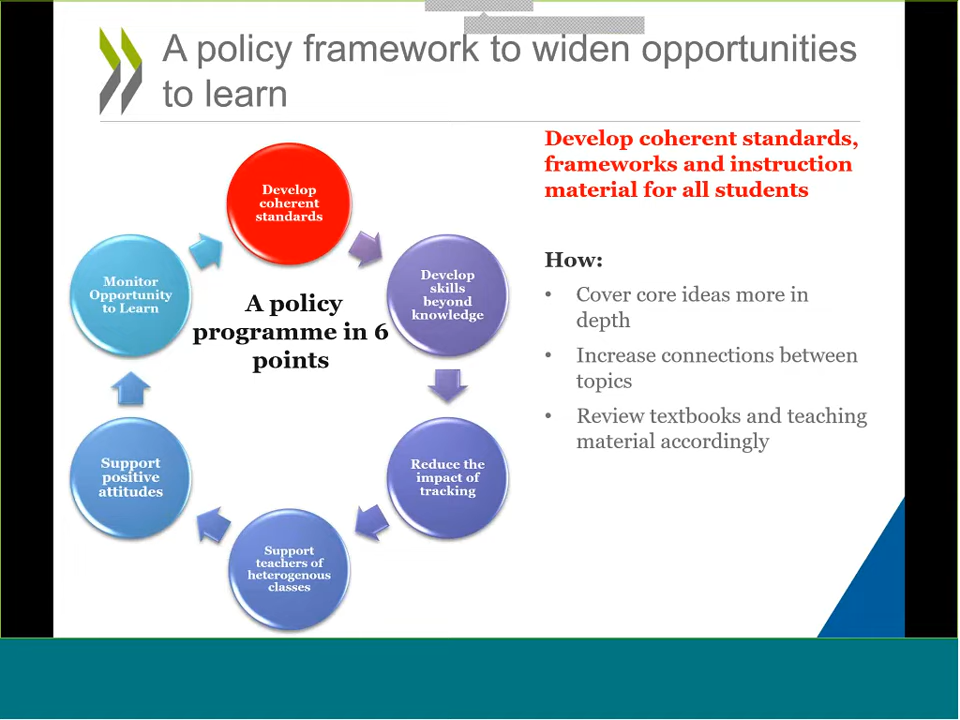 A policy framework to widen opportunities
to learn
Develop
coherent
standards
Develop
skills
beyond
knowledge
Reduce the
impact of
tracking
Support
teachers of
heterogenous
classes
Support
positive
attitudes
Monitor
Opportunity
to Learn
A policy
programme in 6
points
Develop coherent standards,
frameworks and instruction
material for all students
How:
• Cover core ideas more in
depth
• Increase connections between
topics
• Review textbooks and teaching
material accordingly